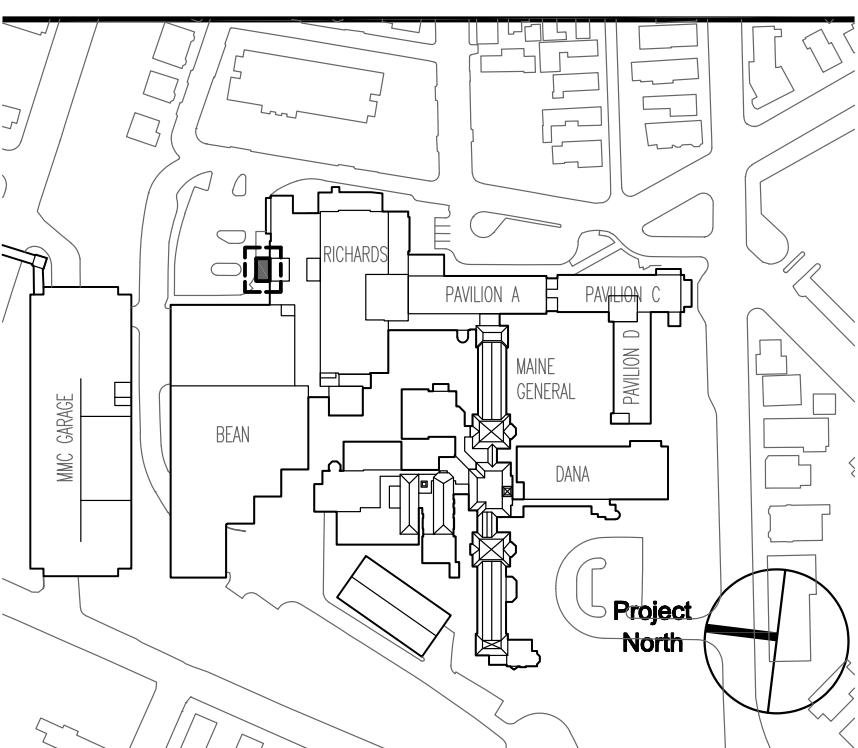 RICHARDS
PAVILION A
PAVILION C
PAVILION D
MAINE
GENERAL
MMC GARAGE
BEAN
DANA
Project
North